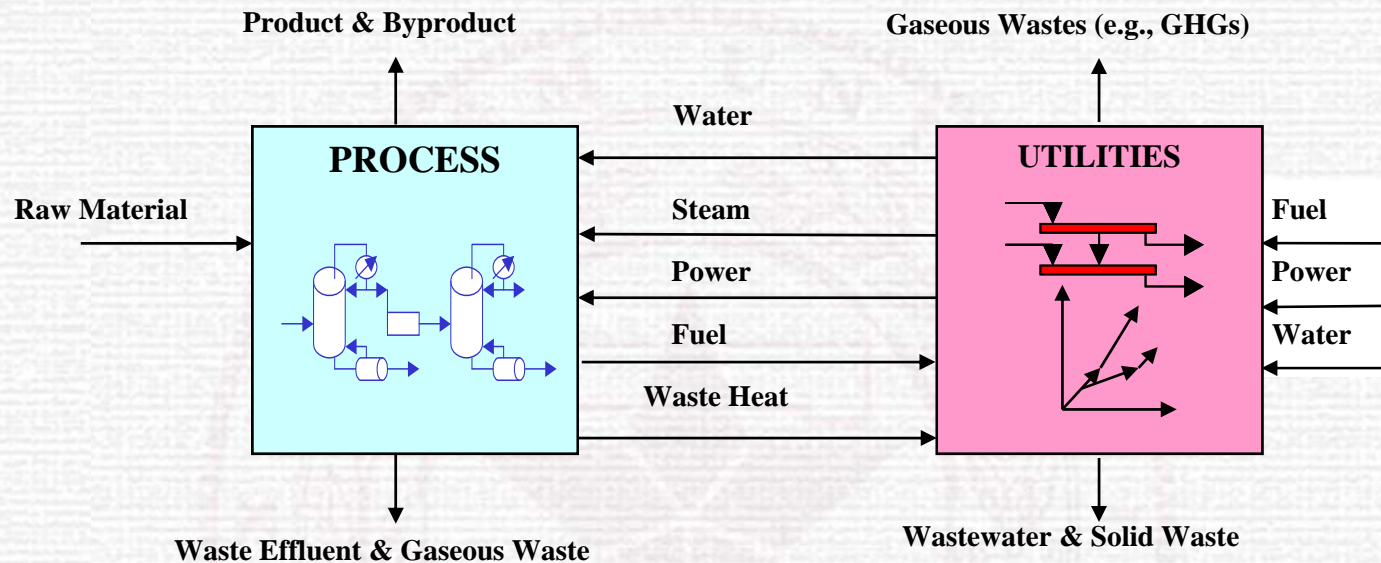 Product & Byproduct
Gaseous Wastes (e.g., GHGs)
Water
PROCESS
UTILITIES
Raw Material
Steam
Fuel
Power
Power
Fuel
Water
Waste Heat
Waste Effluent & Gaseous Waste
Wastewater & Solid Waste